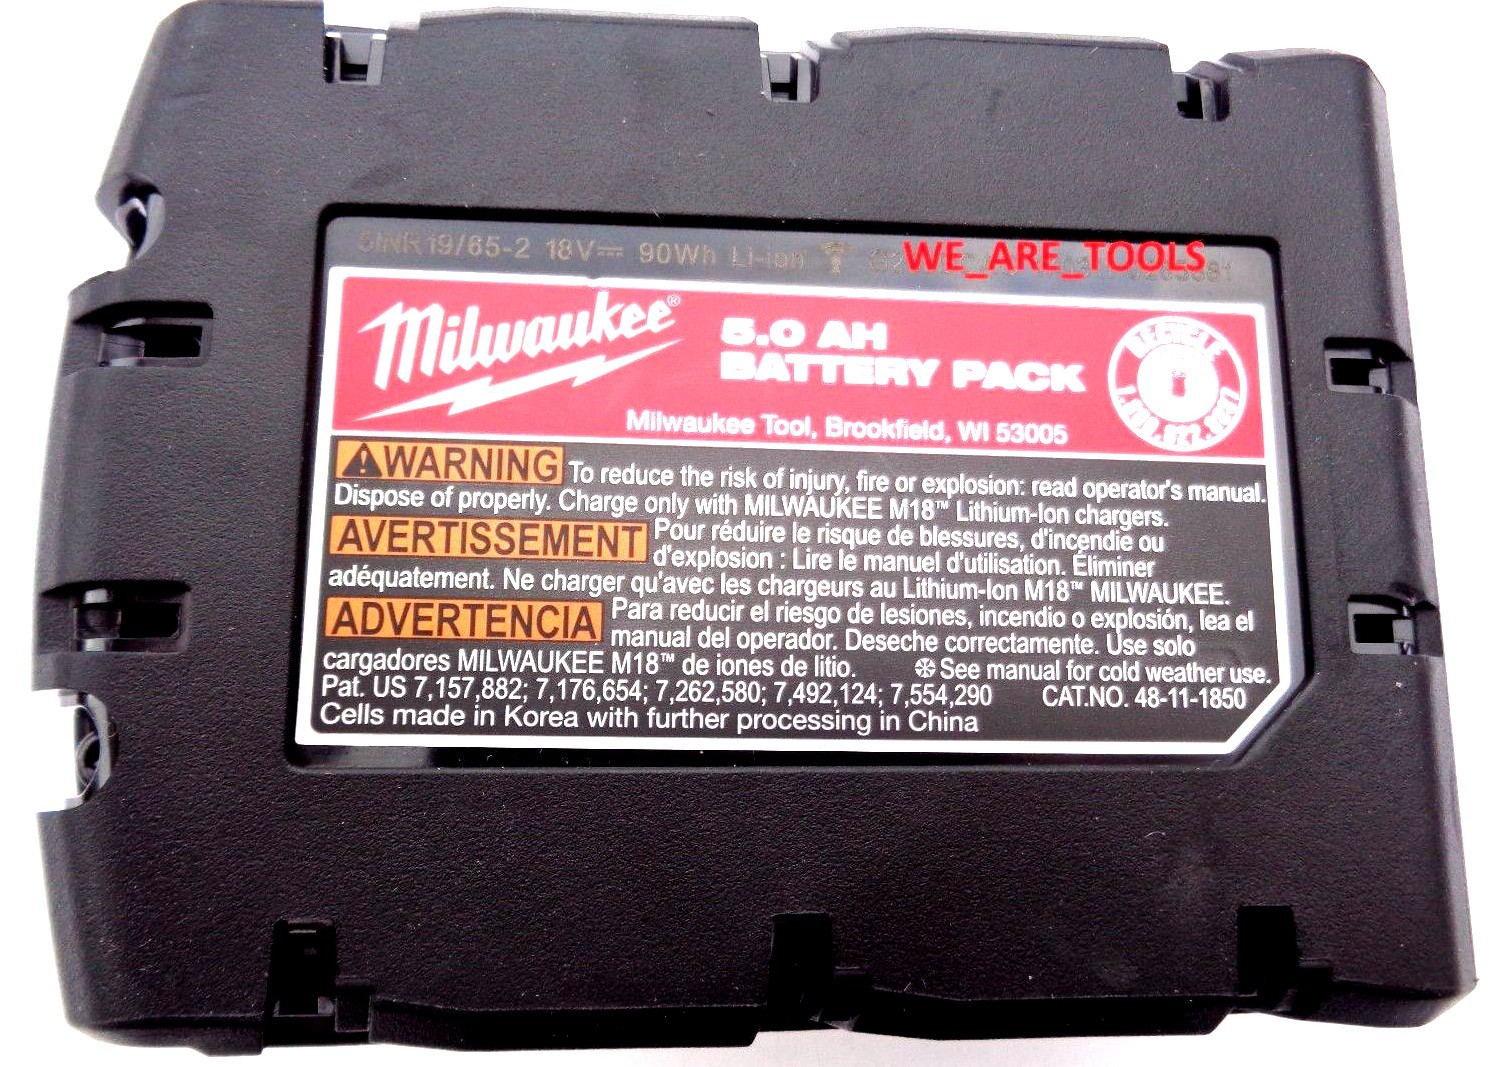 5INR19/65-2 18V⎓ 90Wh Li-ion
WE_ARE_TOOLS
Milwaukee®
5.0 AH
BATTERY PACK
RECYCLE
1.800.822.8837
Milwaukee Tool, Brookfield, WI 53005
⚠WARNING To reduce the risk of injury, fire or explosion: read operator's manual.
Dispose of properly. Charge only with MILWAUKEE M18™ Lithium-Ion chargers.
AVERTISSEMENT Pour réduire le risque de blessures, d'incendie ou
d'explosion : Lire le manuel d'utilisation. Éliminer
adéquatement. Ne charger qu'avec les chargeurs au Lithium-Ion M18™ MILWAUKEE.
ADVERTENCIA Para reducir el riesgo de lesiones, incendio o explosión, lea el
manual del operador. Deseche correctamente. Use solo
cargadores MILWAUKEE M18™ de iones de litio. ❄ See manual for cold weather use.
Pat. US 7,157,882; 7,176,654; 7,262,580; 7,492,124; 7,554,290 CAT.NO. 48-11-1850
Cells made in Korea with further processing in China